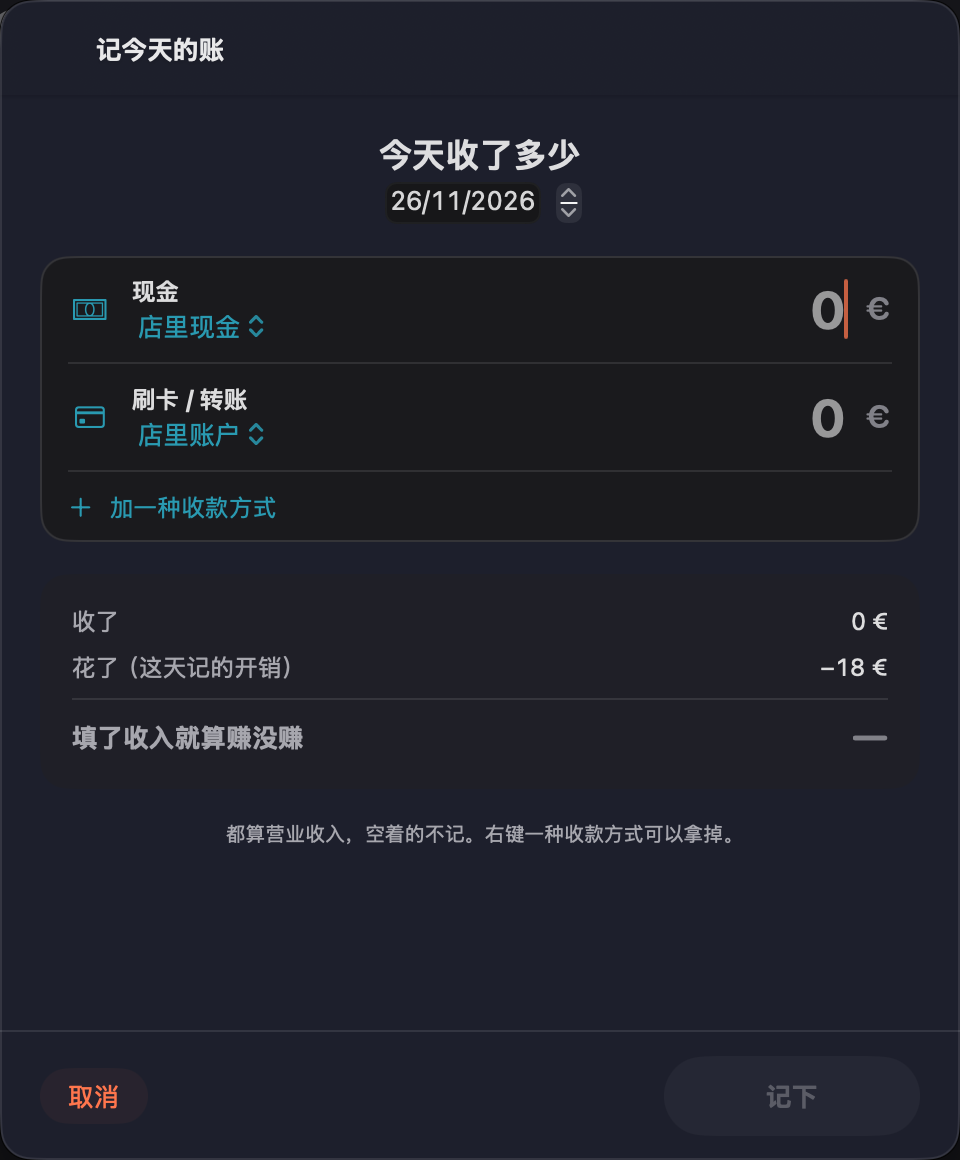 记今天的账
今天收了多少
26/11/2026
现金
店里现金
0 €
刷卡 / 转账
店里账户
0 €
+ 加一种收款方式
收了 0 €
花了（这天记的开销） −18 €
填了收入就算赚没赚 —
都算营业收入，空着的不记。右键一种收款方式可以拿掉。
取消
记下